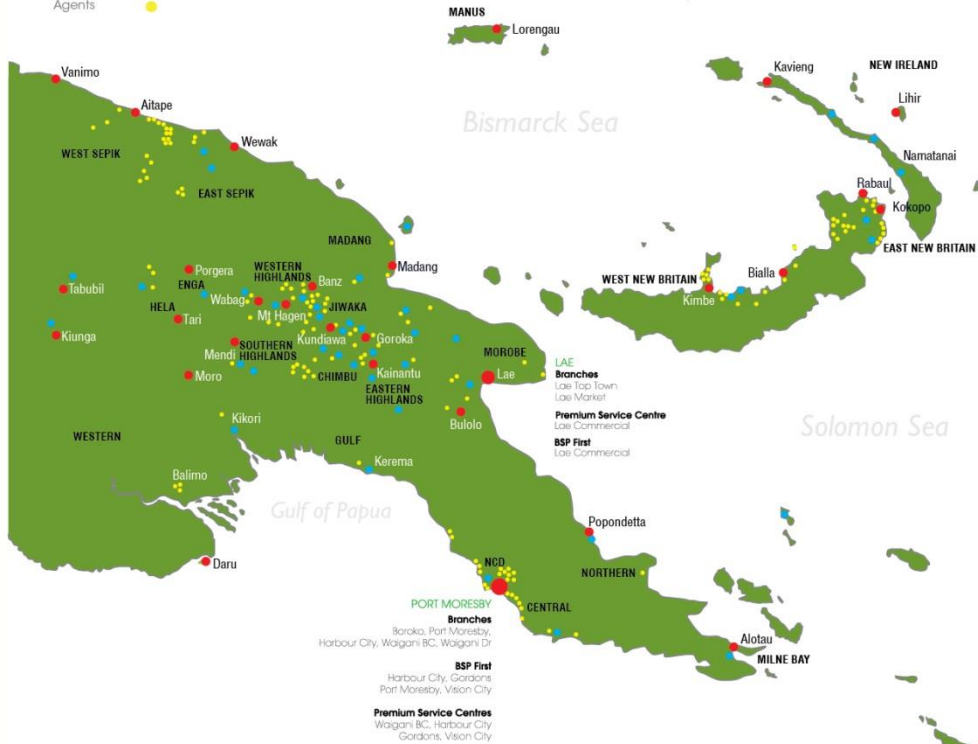 Agents
MANUS
Lorengau
Vanimo
Kavieng
NEW IRELAND
Lihir
Aitape
Bismarck Sea
Wewak
WEST SEPIK
Namatanai
EAST SEPIK
Rabaul
Kokopo
MADANG
EAST NEW BRITAIN
Madang
Porgera
WESTERN
HIGHLANDS
Banz
WEST NEW BRITAIN
Bialla
Tabubil
ENGA
Wabag
Kimbe
HELA
Mt Hagen
JIWAKA
Tari
Kundiawa
Goroka
Kiunga
SOUTHERN
HIGHLANDS
Mendi
MOROBE
LAE
Branches
Lae Top Town
Lae Market
Premium Service Centre
Lae Commercial
BSP First
Lae Commercial
Moro
CHIMBU
Kainantu
Lae
EASTERN
HIGHLANDS
Bulolo
Solomon Sea
Kikori
WESTERN
GULF
Kerema
Balimo
Gulf of Papua
Popondetta
Daru
NCD
NORTHERN
PORT MORESBY
CENTRAL
Branches
Boroko, Port Moresby,
Harbour City, Waigani BC, Waigani Dr
BSP First
Harbour City, Gordons
Port Moresby, Vision City
Premium Service Centres
Waigani BC, Harbour City
Gordons, Vision City
Alotau
MILNE BAY